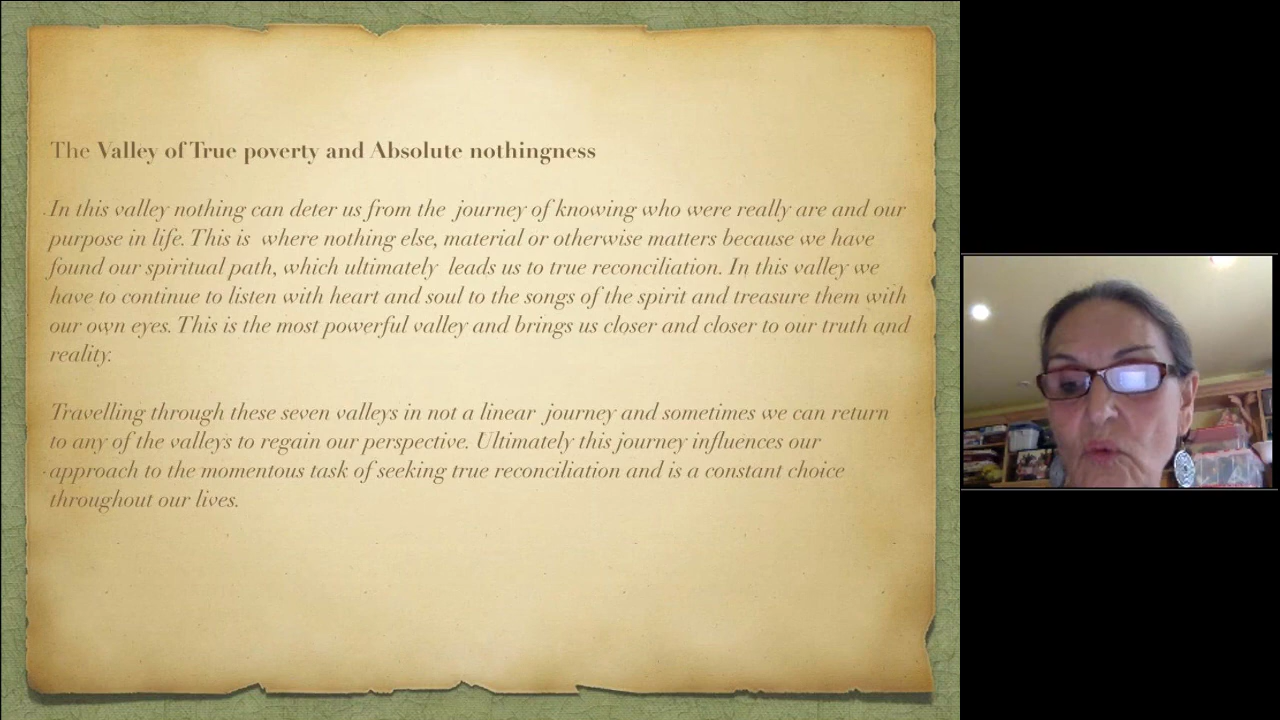 The Valley of True poverty and Absolute nothingness
In this valley nothing can deter us from the journey of knowing who were really are and our
purpose in life. This is where nothing else, material or otherwise matters because we have
found our spiritual path, which ultimately leads us to true reconciliation. In this valley we
have to continue to listen with heart and soul to the songs of the spirit and treasure them with
our own eyes. This is the most powerful valley and brings us closer and closer to our truth and
reality.
Travelling through these seven valleys in not a linear journey and sometimes we can return
to any of the valleys to regain our perspective. Ultimately this journey influences our
approach to the momentous task of seeking true reconciliation and is a constant choice
throughout our lives.